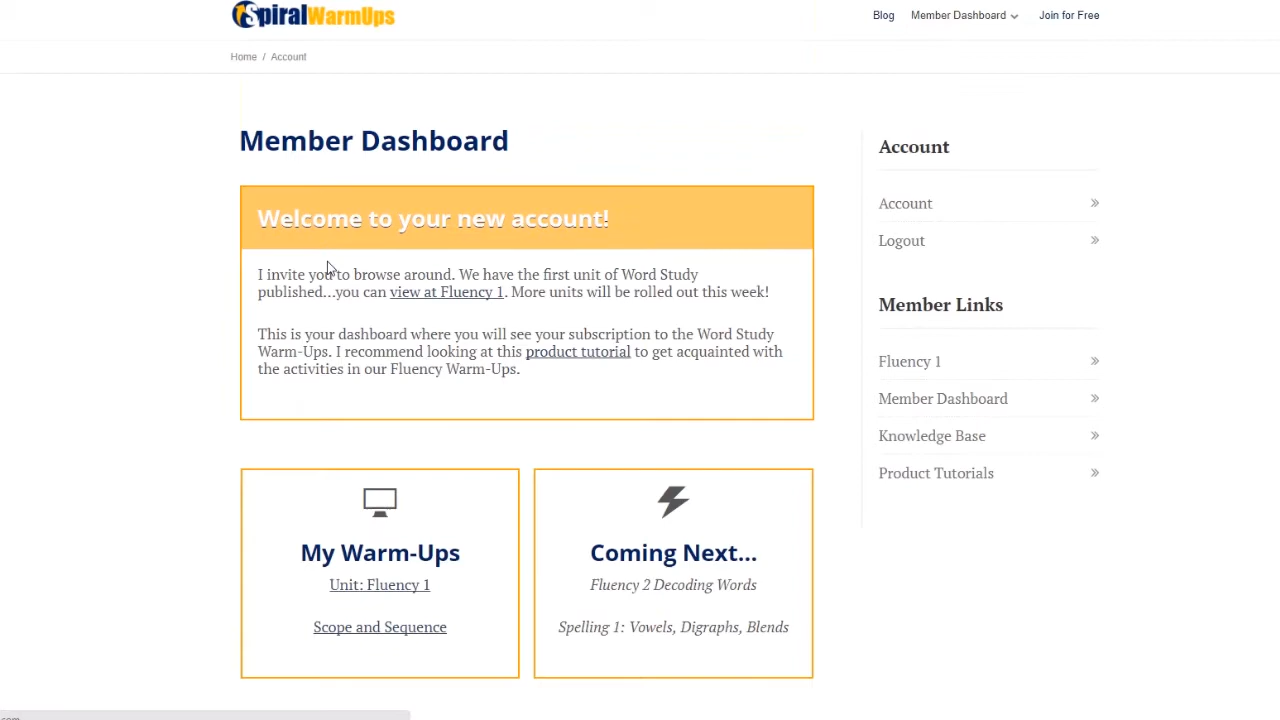 SpiralWarmUps
Blog
Member Dashboard
Join for Free
Home / Account
Member Dashboard
Welcome to your new account!
I invite you to browse around. We have the first unit of Word Study
published...you can view at Fluency 1. More units will be rolled out this week!
This is your dashboard where you will see your subscription to the Word Study
Warm-Ups. I recommend looking at this product tutorial to get acquainted with
the activities in our Fluency Warm-Ups.
My Warm-Ups
Unit: Fluency 1
Scope and Sequence
Coming Next...
Fluency 2 Decoding Words
Spelling 1: Vowels, Digraphs, Blends
Account
Account
Logout
Member Links
Fluency 1
Member Dashboard
Knowledge Base
Product Tutorials